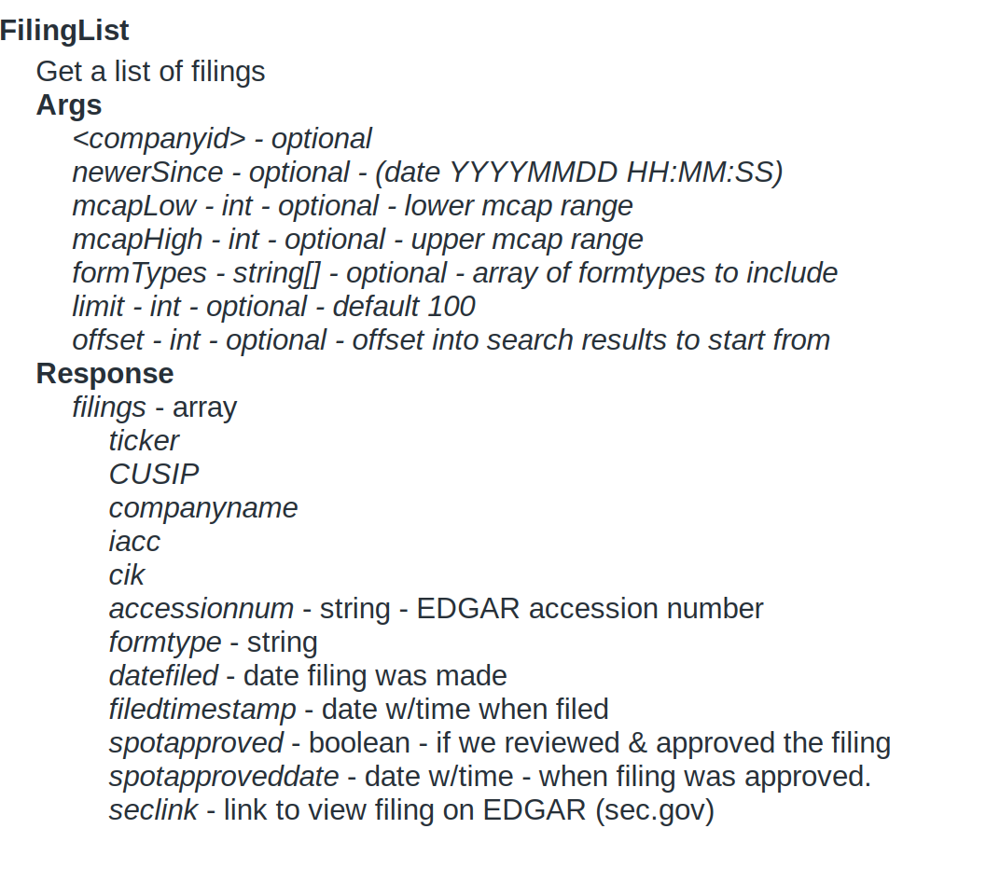 FilingList
Get a list of filings
Args
<companyid> - optional
newerSince - optional - (date YYYYMMDD HH:MM:SS)
mcapLow - int - optional - lower mcap range
mcapHigh - int - optional - upper mcap range
formTypes - string[] - optional - array of formtypes to include
limit - int - optional - default 100
offset - int - optional - offset into search results to start from
Response
filings - array
ticker
CUSIP
companyname
iacc
cik
accessionnum - string - EDGAR accession number
formtype - string
datefiled - date filing was made
filedtimestamp - date w/time when filed
spotapproved - boolean - if we reviewed & approved the filing
spotapproveddate - date w/time - when filing was approved.
seclink - link to view filing on EDGAR (sec.gov)